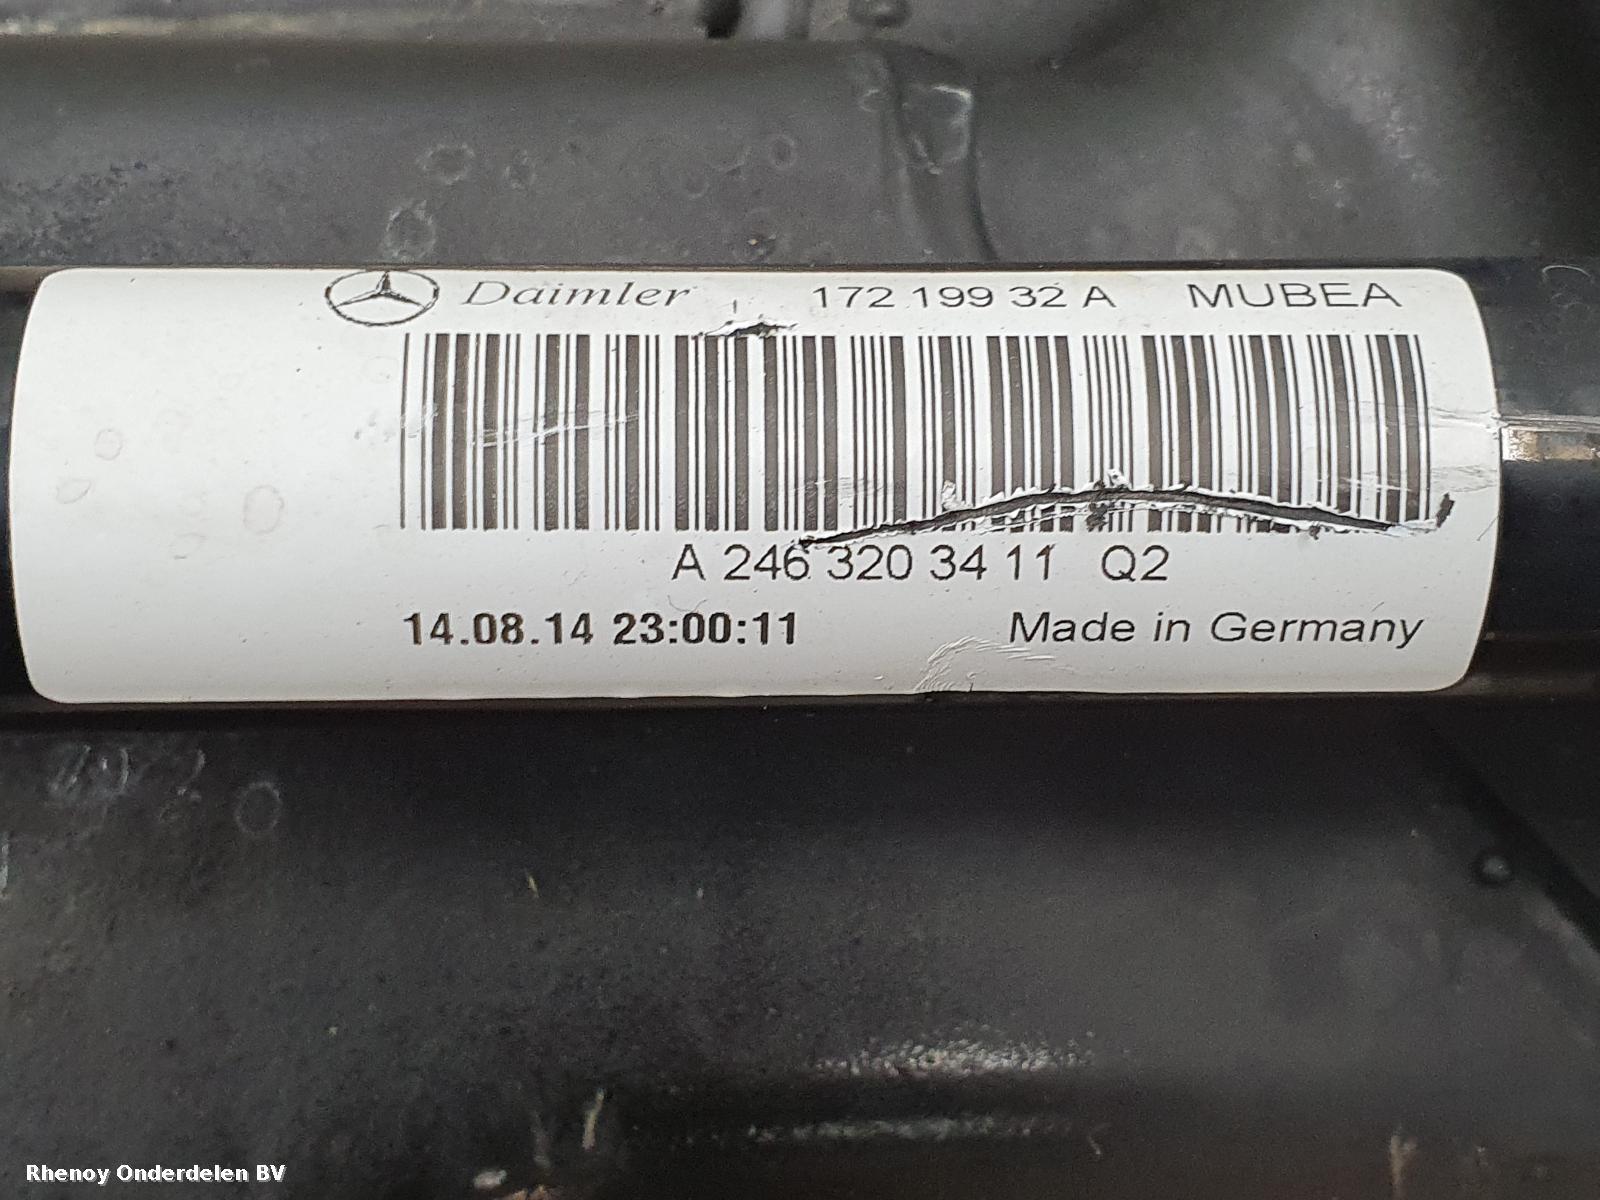 Daimler 172 199 32 A MUBEA
A 246 320 34 11 Q2
14.08.14 23:00:11 Made in Germany
Rhenoy Onderdelen BV